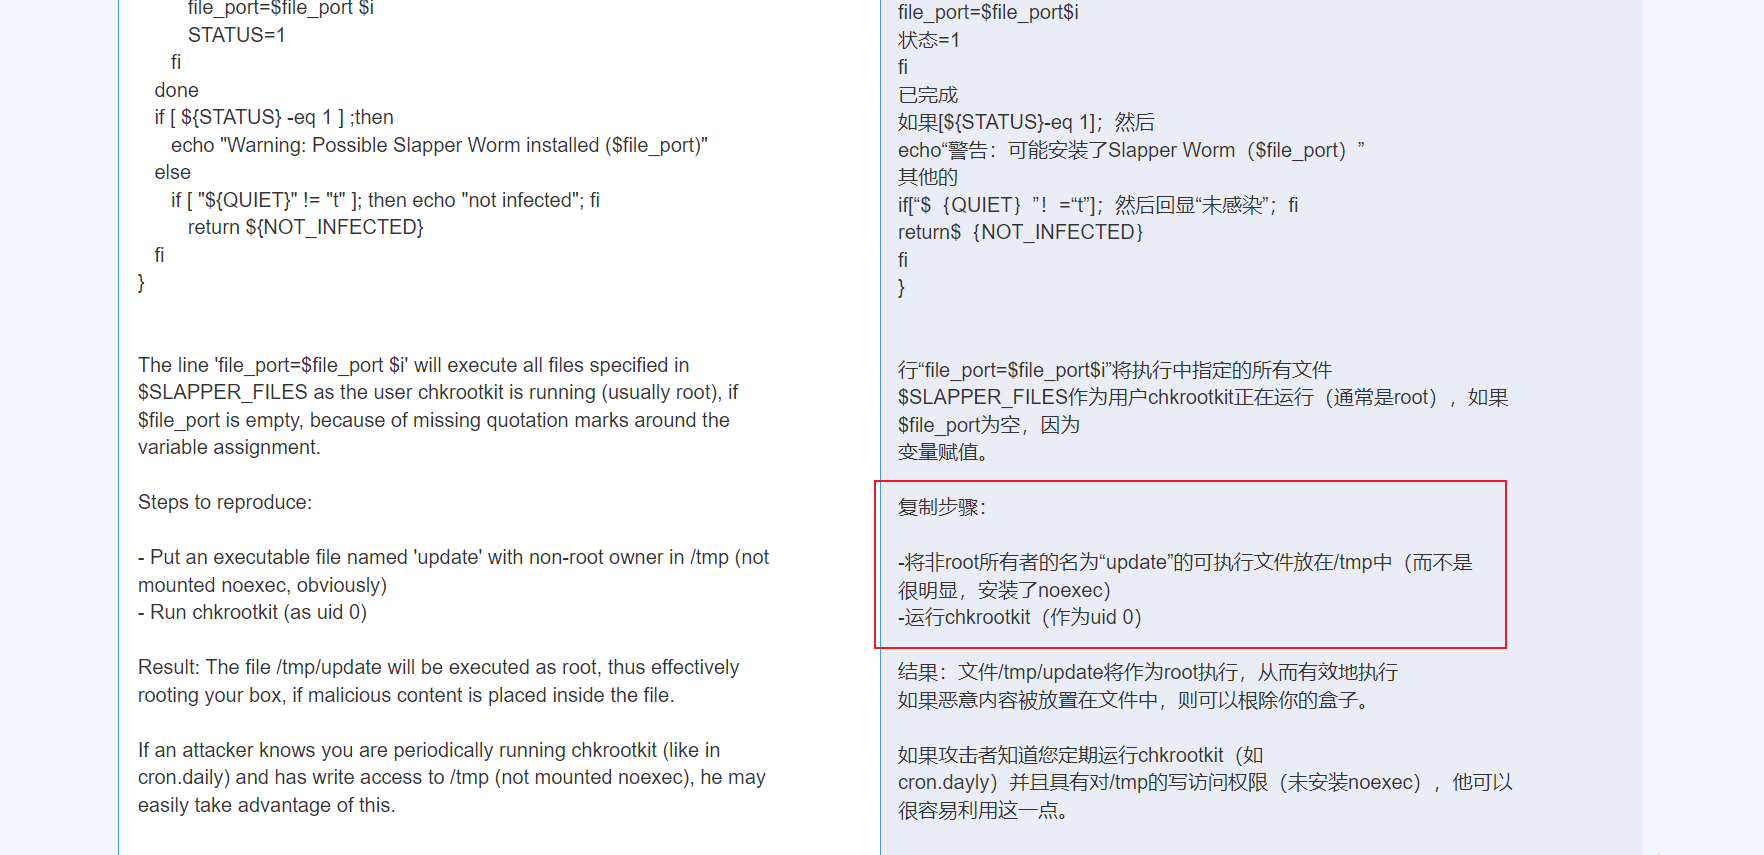 file_port=$file_port $i
STATUS=1
fi
done
if [ ${STATUS} -eq 1 ] ;then
echo "Warning: Possible Slapper Worm installed ($file_port)"
else
if [ "${QUIET}" != "t" ]; then echo "not infected"; fi
return ${NOT_INFECTED}
fi
}
The line 'file_port=$file_port $i' will execute all files specified in
$SLAPPER_FILES as the user chkrootkit is running (usually root), if
$file_port is empty, because of missing quotation marks around the
variable assignment.
Steps to reproduce:
- Put an executable file named 'update' with non-root owner in /tmp (not
mounted noexec, obviously)
- Run chkrootkit (as uid 0)
Result: The file /tmp/update will be executed as root, thus effectively
rooting your box, if malicious content is placed inside the file.
If an attacker knows you are periodically running chkrootkit (like in
cron.daily) and has write access to /tmp (not mounted noexec), he may
easily take advantage of this.
file_port=$file_port$i
状态=1
fi
已完成
如果[${STATUS}-eq 1]；然后
echo“警告：可能安装了Slapper Worm（$file_port）”
其他的
if[“$｛QUIET｝”！=“t”]；然后回显“未感染”；fi
return$｛NOT_INFECTED｝
fi
}
行“file_port=$file_port$i”将执行中指定的所有文件
$SLAPPER_FILES作为用户chkrootkit正在运行（通常是root），如果
$file_port为空，因为
变量赋值。
复制步骤：
-将非root所有者的名为“update”的可执行文件放在/tmp中（而不是
很明显，安装了noexec）
-运行chkrootkit（作为uid 0）
结果：文件/tmp/update将作为root执行，从而有效地执行
如果恶意内容被放置在文件中，则可以根除你的盒子。
如果攻击者知道您定期运行chkrootkit（如
cron.dayly）并且具有对/tmp的写访问权限（未安装noexec），他可以
很容易利用这一点。